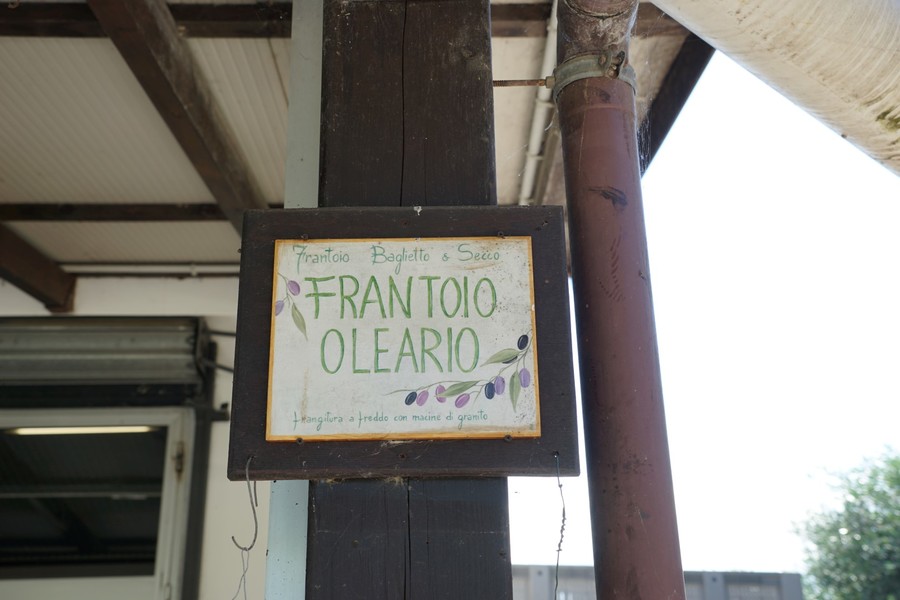 Frantoio Baglietto & Secco
FRANTOIO
OLEARIO
frangitura a freddo con macine di granito